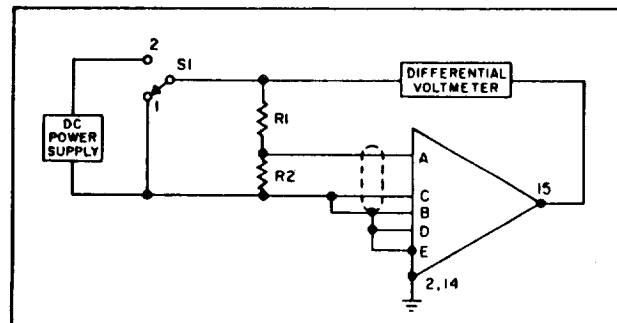 2
S1
1
DC
POWER
SUPPLY
R1
R2
DIFFERENTIAL
VOLTMETER
A
C
B
D
E
15
2,14